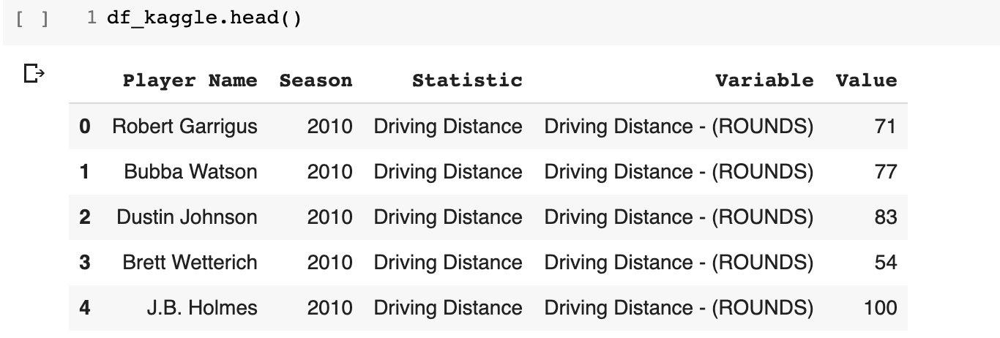 [ ] 1 df_kaggle.head()
Player Name Season Statistic Variable Value
0 Robert Garrigus 2010 Driving Distance Driving Distance - (ROUNDS) 71
1 Bubba Watson 2010 Driving Distance Driving Distance - (ROUNDS) 77
2 Dustin Johnson 2010 Driving Distance Driving Distance - (ROUNDS) 83
3 Brett Wetterich 2010 Driving Distance Driving Distance - (ROUNDS) 54
4 J.B. Holmes 2010 Driving Distance Driving Distance - (ROUNDS) 100